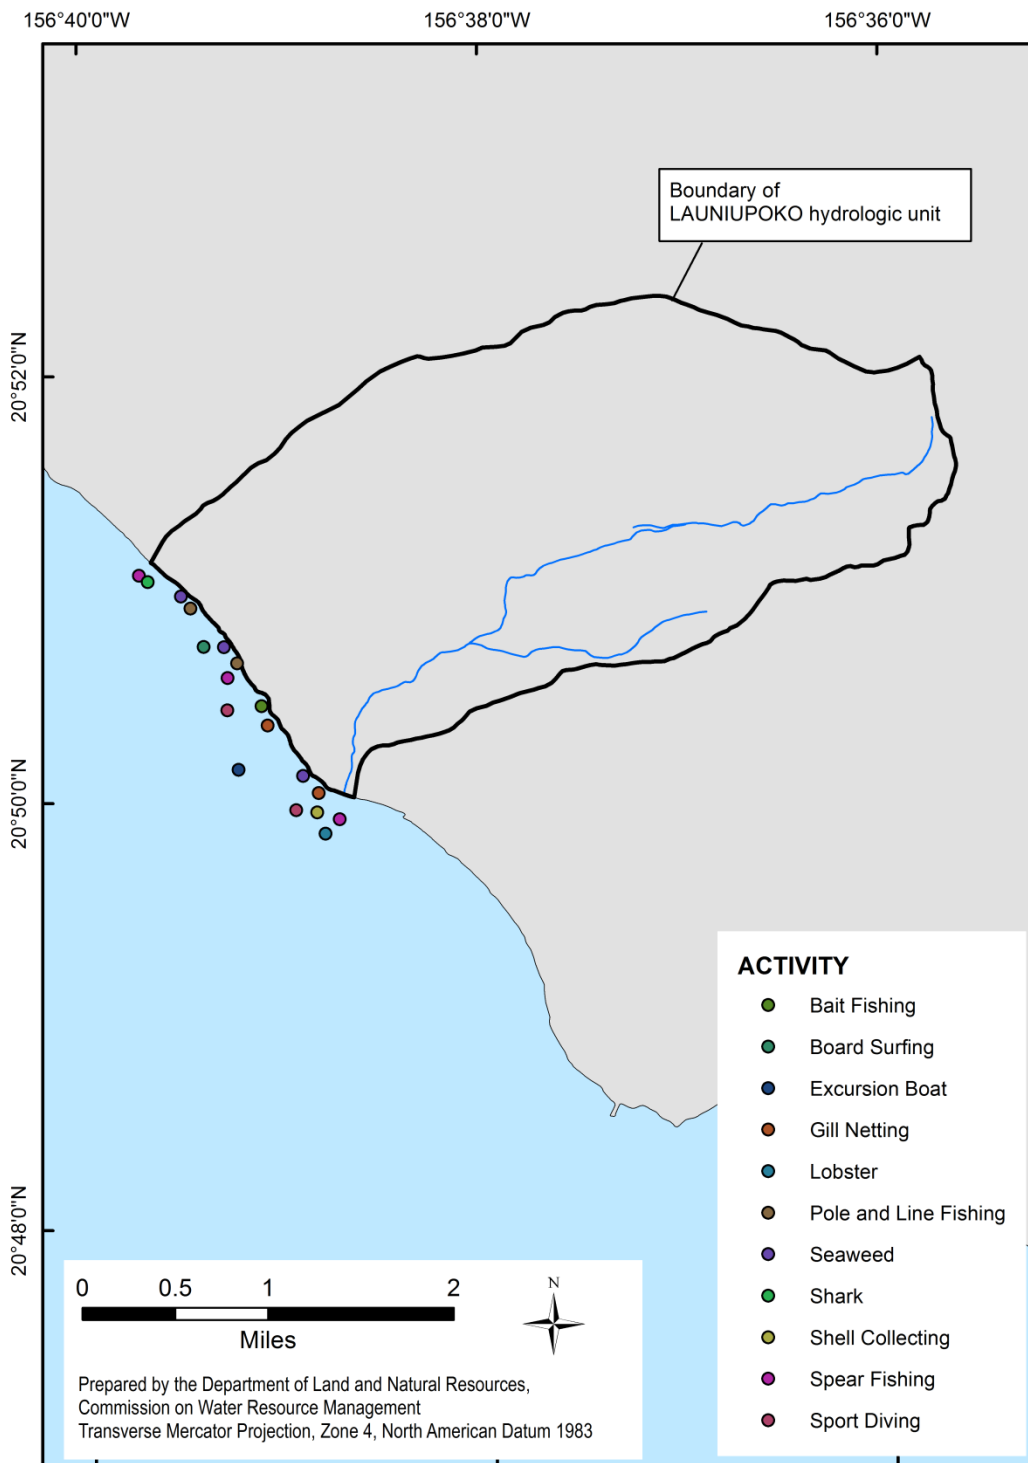 156°40'0"W
156°38'0"W
156°36'0"W
Boundary of
LAUNIUPOKO hydrologic unit
20°52'0"N
20°50'0"N
20°48'0"N
ACTIVITY
Bait Fishing
Board Surfing
Excursion Boat
Gill Netting
Lobster
Pole and Line Fishing
Seaweed
Shark
Shell Collecting
Spear Fishing
Sport Diving
0 0.5 1 2
Miles
N
Prepared by the Department of Land and Natural Resources,
Commission on Water Resource Management
Transverse Mercator Projection, Zone 4, North American Datum 1983